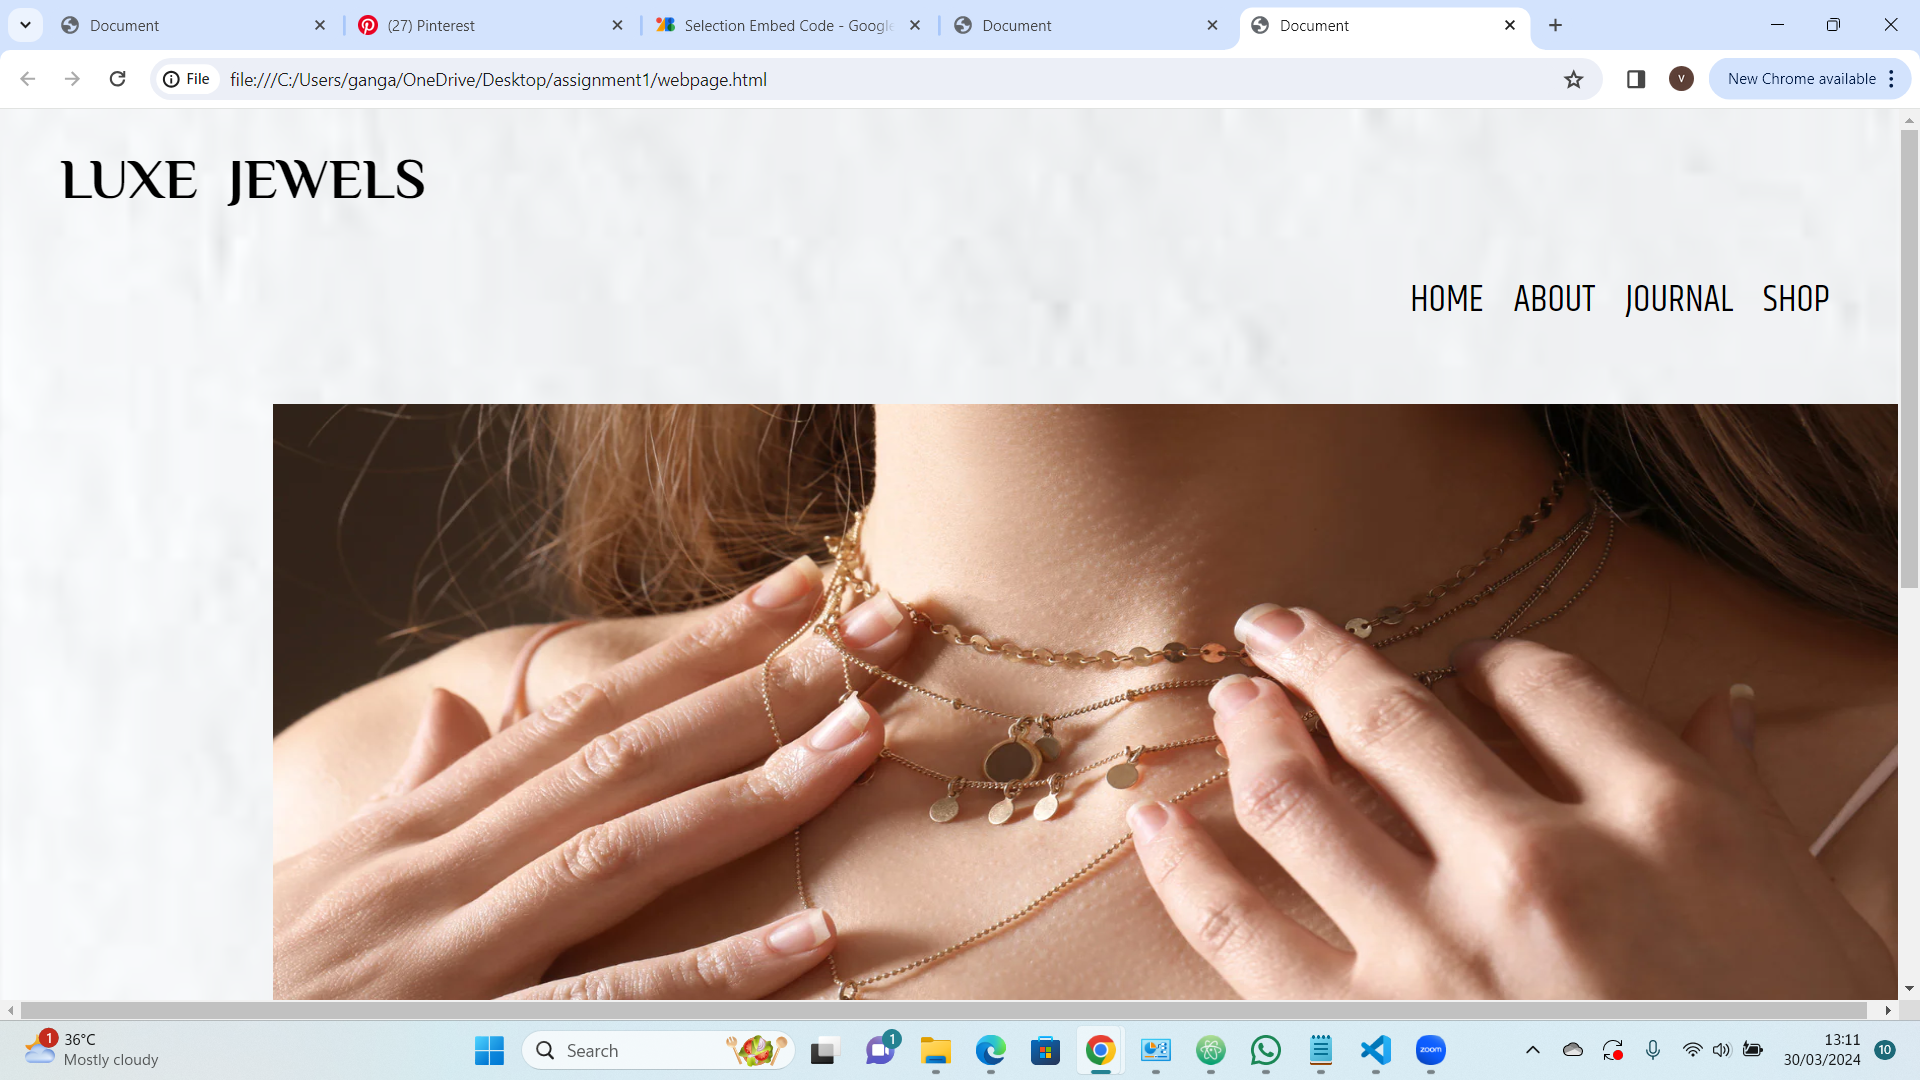 Document
(27) Pinterest
Selection Embed Code - Google
Document
Document
File
file:///C:/Users/ganga/OneDrive/Desktop/assignment1/webpage.html
V
New Chrome available
LUXE JEWELS
HOME ABOUT JOURNAL SHOP
1
36°C
Mostly cloudy
Search
1
zoom
13:11
30/03/2024
10